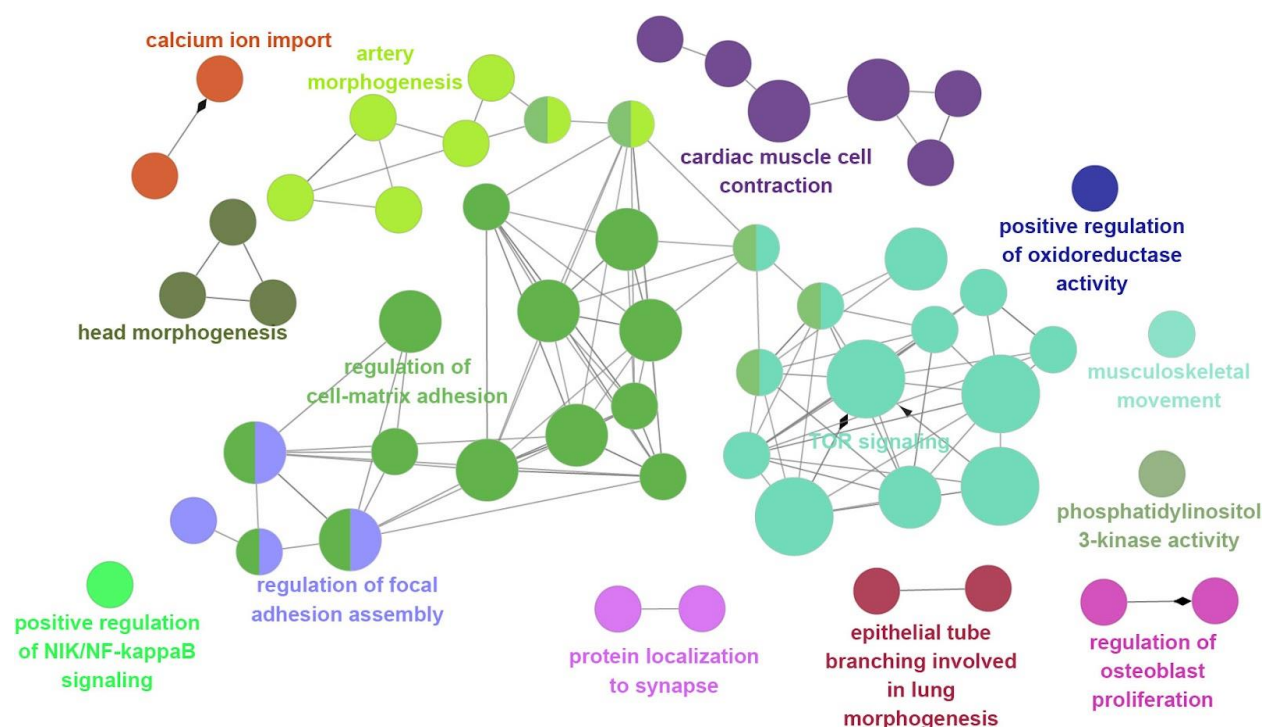 calcium ion import
artery
morphogenesis
cardiac muscle cell
contraction
positive regulation
of oxidoreductase
activity
head morphogenesis
regulation of
cell-matrix adhesion
musculoskeletal
movement
TOR signaling
phosphatidylinositol
3-kinase activity
regulation of focal
adhesion assembly
positive regulation
of NIK/NF-kappaB
signaling
protein localization
to synapse
epithelial tube
branching involved
in lung
morphogenesis
regulation of
osteoblast
proliferation